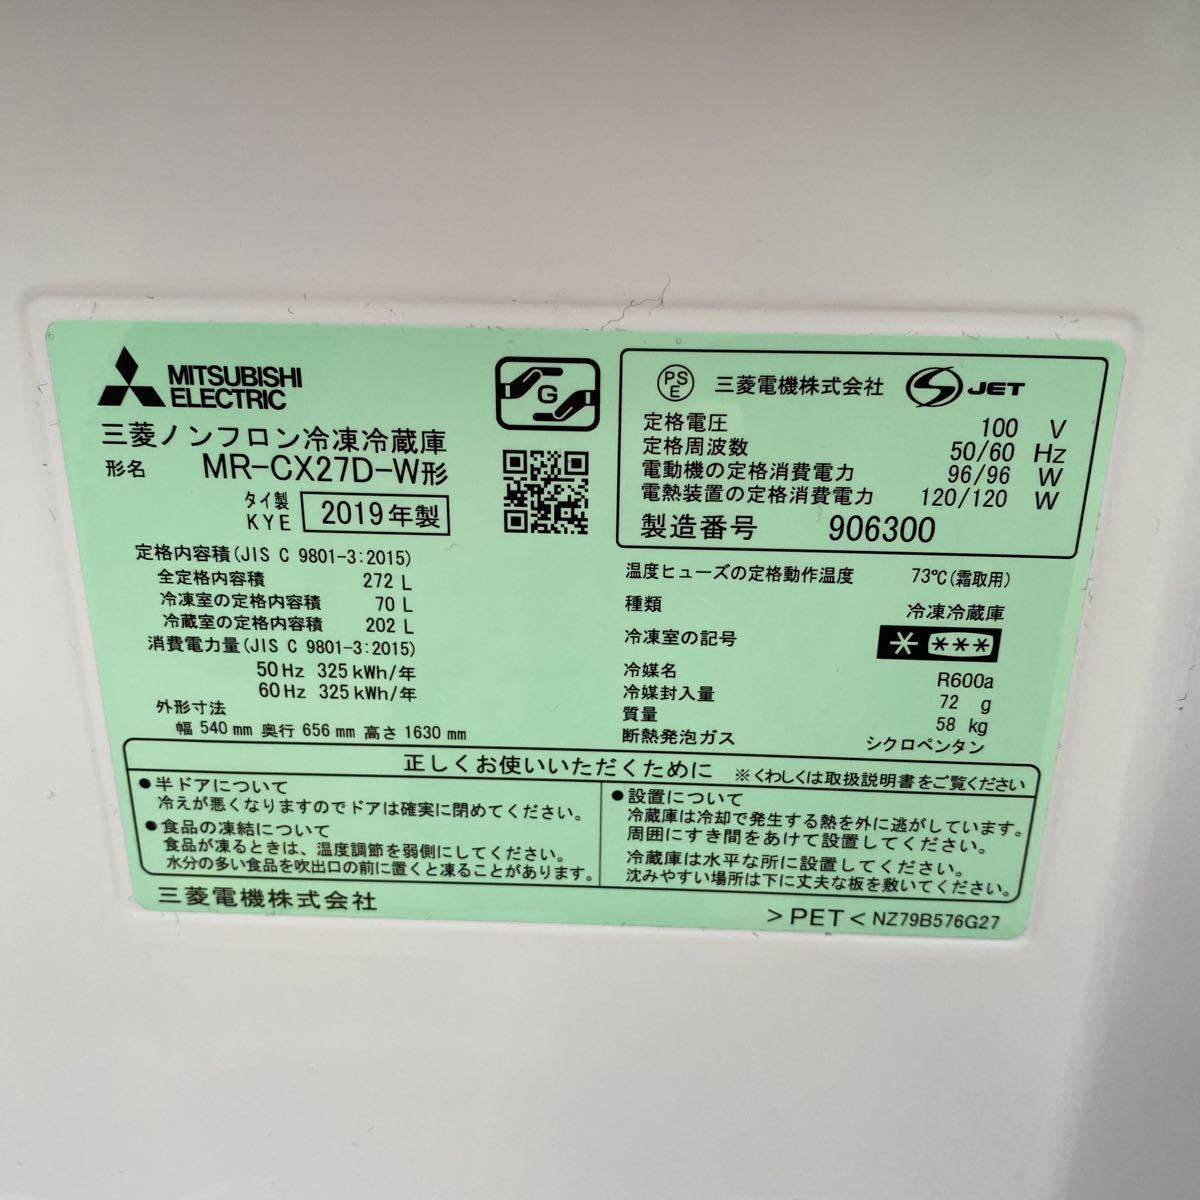 MITSUBISHI
ELECTRIC
三菱ノンフロン冷凍冷蔵庫
形名 MR-CX27D-W形
タイ製
KYE 2019年製
定格内容積(JIS C 9801-3:2015)
全定格内容積 272 L
冷凍室の定格内容積 70 L
冷蔵室の定格内容積 202 L
消費電力量(JIS C 9801-3:2015)
50Hz 325kWh/年
60Hz 325kWh/年
外形寸法
幅 540 mm 奥行 656 mm 高さ 1630 mm
G
PS
E
三菱電機株式会社 S JET
定格電圧 100 V
定格周波数 50/60 Hz
電動機の定格消費電力 96/96 W
電熱装置の定格消費電力 120/120 W
製造番号 906300
温度ヒューズの定格動作温度 73℃(霜取用)
種類 冷凍冷蔵庫
冷凍室の記号 * ***
冷媒名 R600a
冷媒封入量 72 g
質量 58 kg
断熱発泡ガス シクロペンタン
正しくお使いいただくために ※くわしくは取扱説明書をご覧ください
●半ドアについて
冷えが悪くなりますのでドアは確実に閉めてください。
●食品の凍結について
食品が凍るときは、温度調節を弱側にしてください。
水分の多い食品を吹出口の前に置くと凍ることがあります。
●設置について
冷蔵庫は冷却で発生する熱を外に逃がしています。
周囲にすき間をあけて設置してください。
冷蔵庫は水平な所に設置してください。
沈みやすい場所は下に丈夫な板を敷いてください。
三菱電機株式会社
>PET< NZ79B576G27